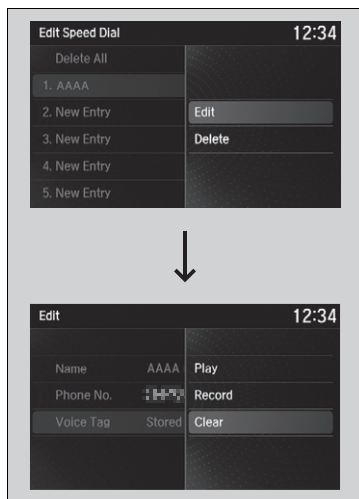 Edit Speed Dial 12:34
Delete All
1. AAAA
2. New Entry Edit
3. New Entry Delete
4. New Entry
5. New Entry
Edit 12:34
Name AAAA Play
Phone No. Record
Voice Tag Stored Clear